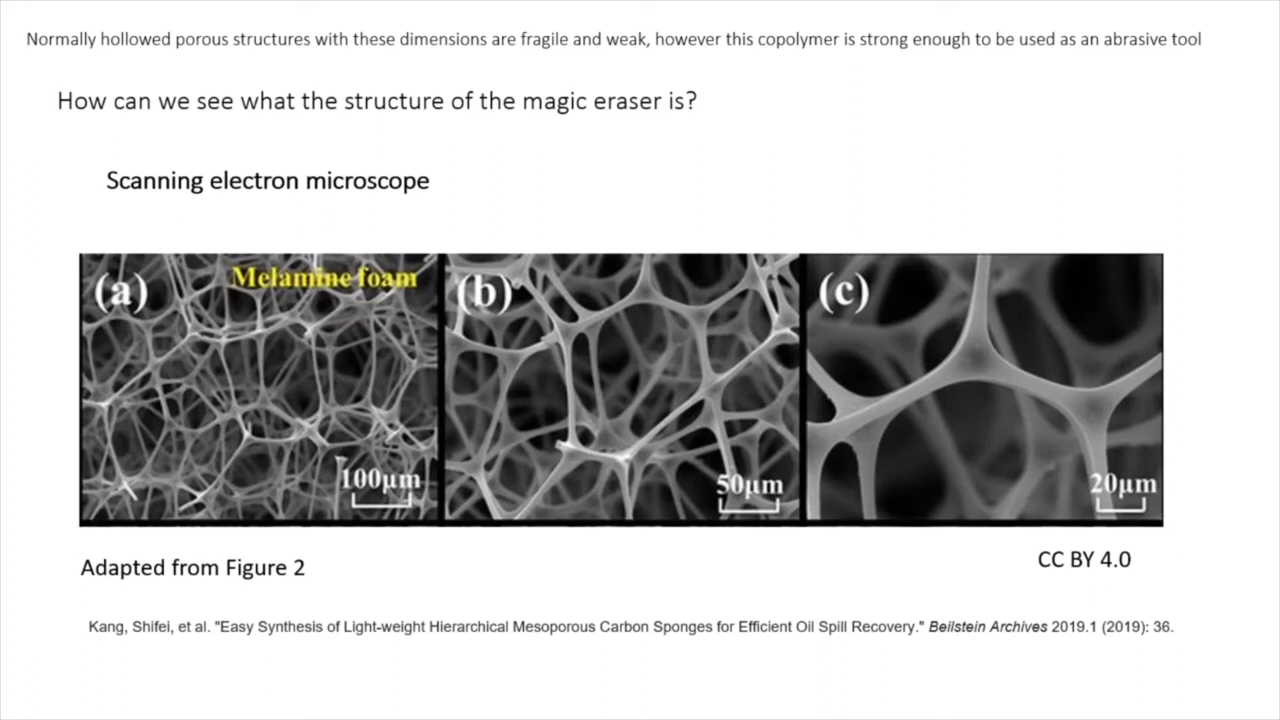 Normally hollowed porous structures with these dimensions are fragile and weak, however this copolymer is strong enough to be used as an abrasive tool
How can we see what the structure of the magic eraser is?
Scanning electron microscope
(a)
Melamine foam
(b)
(c)
100μm
50μm
20μm
Adapted from Figure 2
CC BY 4.0
Kang, Shifei, et al. "Easy Synthesis of Light-weight Hierarchical Mesoporous Carbon Sponges for Efficient Oil Spill Recovery." Beilstein Archives 2019.1 (2019): 36.